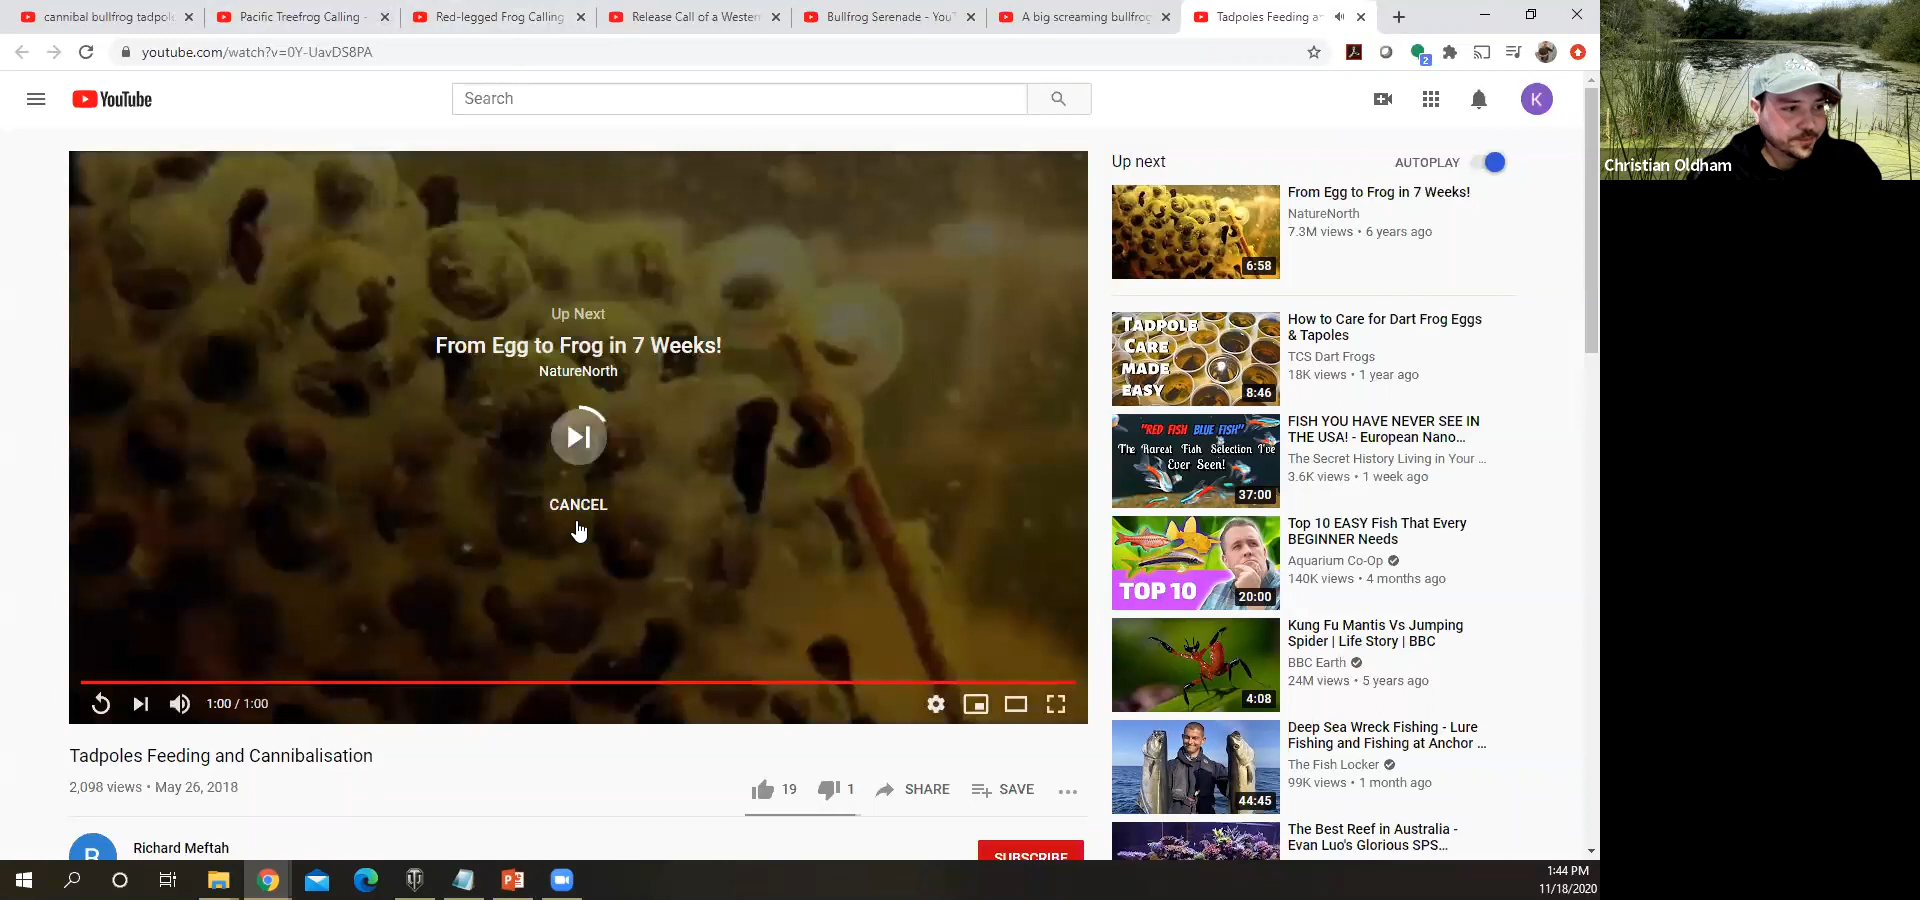 cannibal bullfrog tadpol
Pacific Treefrog Calling -
Red-legged Frog Calling
Release Call of a Wester
Bullfrog Serenade - You
A big screaming bullfrog
Tadpoles Feeding a
youtube.com/watch?v=0Y-UavDS8PA
2
YouTube
Search
K
Christian Oldham
Up next
AUTOPLAY
From Egg to Frog in 7 Weeks!
NatureNorth
7.3M views • 6 years ago
6:58
Up Next
From Egg to Frog in 7 Weeks!
NatureNorth
CANCEL
1:00 / 1:00
TADPOLE
CARE
MADE
EASY
8:46
How to Care for Dart Frog Eggs
& Tapoles
TCS Dart Frogs
18K views • 1 year ago
"RED FISH BLUE FISH"
The Rarest Fish Selection I've
Ever Seen!
37:00
FISH YOU HAVE NEVER SEE IN
THE USA! - European Nano...
The Secret History Living in Your ...
3.6K views • 1 week ago
TOP 10
20:00
Top 10 EASY Fish That Every
BEGINNER Needs
Aquarium Co-Op
140K views • 4 months ago
4:08
Kung Fu Mantis Vs Jumping
Spider | Life Story | BBC
BBC Earth
24M views • 5 years ago
44:45
Deep Sea Wreck Fishing - Lure
Fishing and Fishing at Anchor ...
The Fish Locker
99K views • 1 month ago
The Best Reef in Australia -
Evan Luo's Glorious SPS...
Tadpoles Feeding and Cannibalisation
2,098 views • May 26, 2018
19
1
SHARE
SAVE
R
Richard Meftah
SUBSCRIBE
1:44 PM
11/18/2020